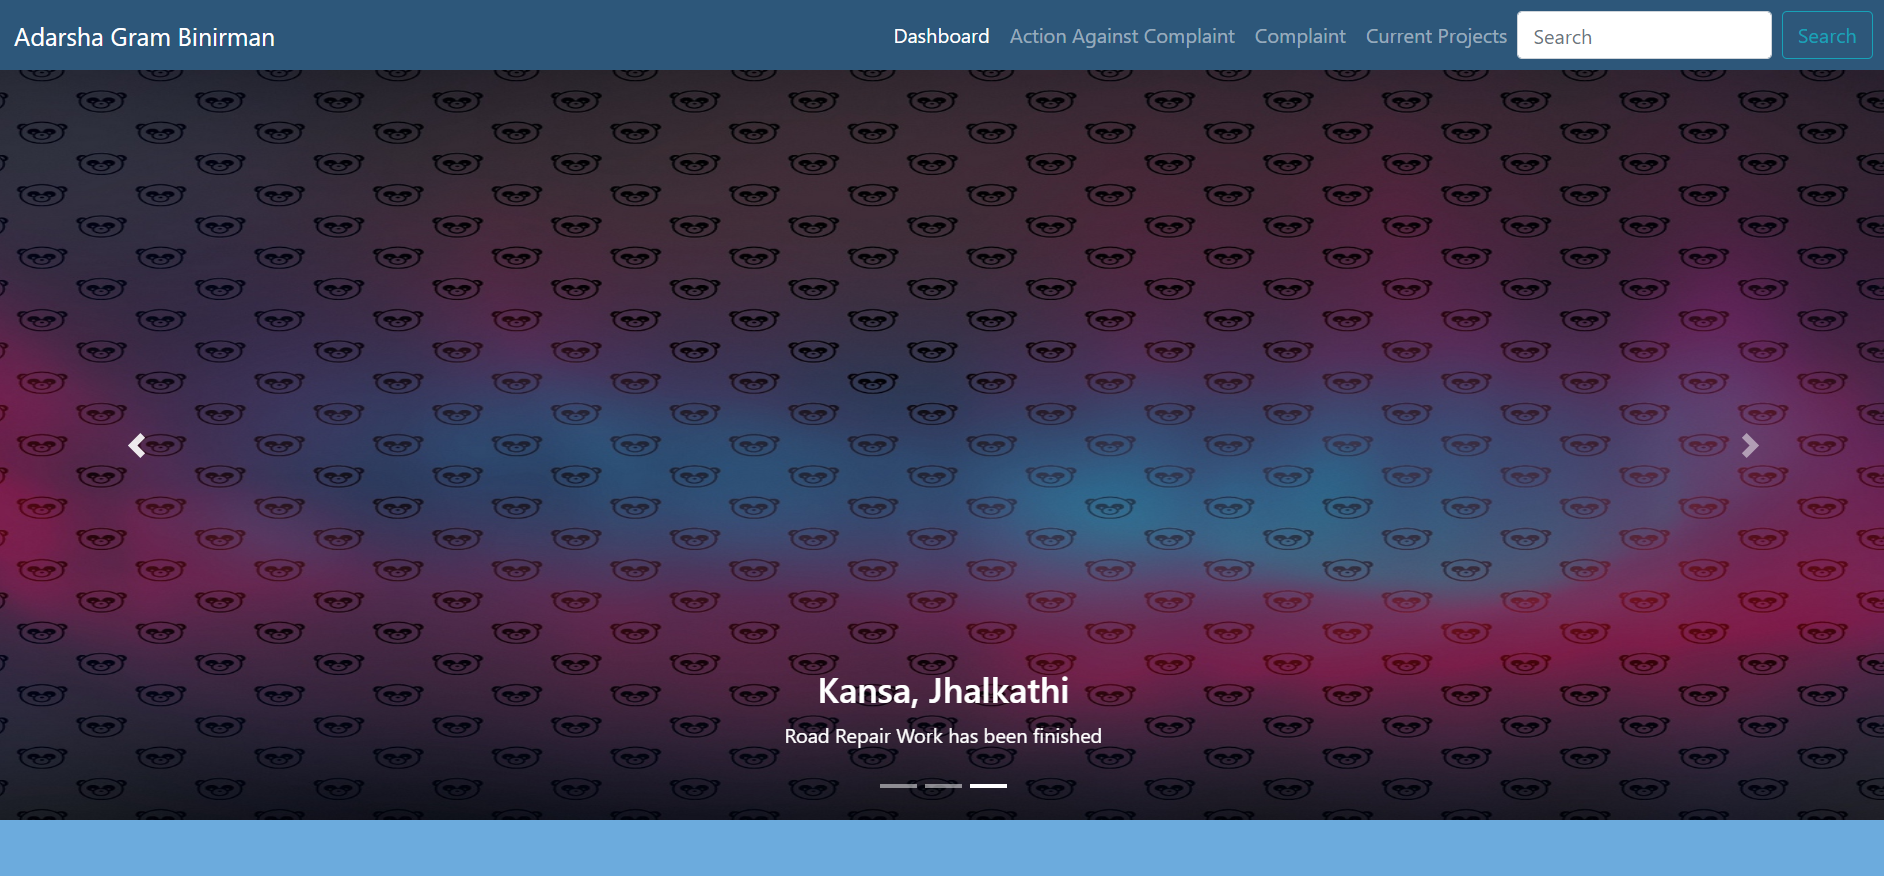 Adarsha Gram Binirman
Dashboard Action Against Complaint Complaint Current Projects Search Search
Kansa, Jhalkathi
Road Repair Work has been finished